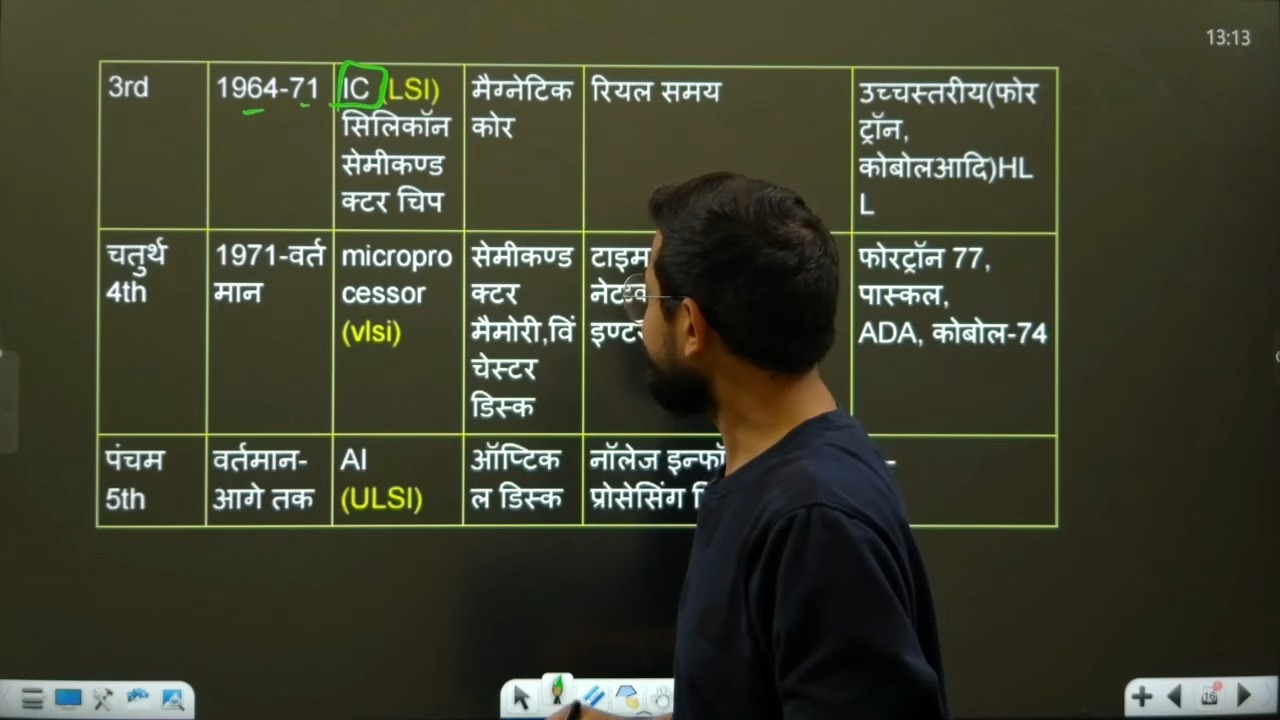 13:13
3rd
1964-71
IC (LSI)
सिलिकॉन
सेमीकण्ड
क्टर चिप
मैग्नेटिक
कोर
रियल समय
उच्चस्तरीय(फोर
ट्रॉन,
कोबोलआदि)HL
L
चतुर्थ
4th
1971-वर्त
मान
micropro
cessor
(vlsi)
सेमीकण्ड
क्टर
मैमोरी,विं
चेस्टर
डिस्क
फोरट्रॉन 77,
पास्कल,
ADA, कोबोल-74
पंचम
5th
वर्तमान-
आगे तक
AI
(ULSI)
ऑप्टिक
ल डिस्क
नॉलेज
प्रोसेसिंग
-
16